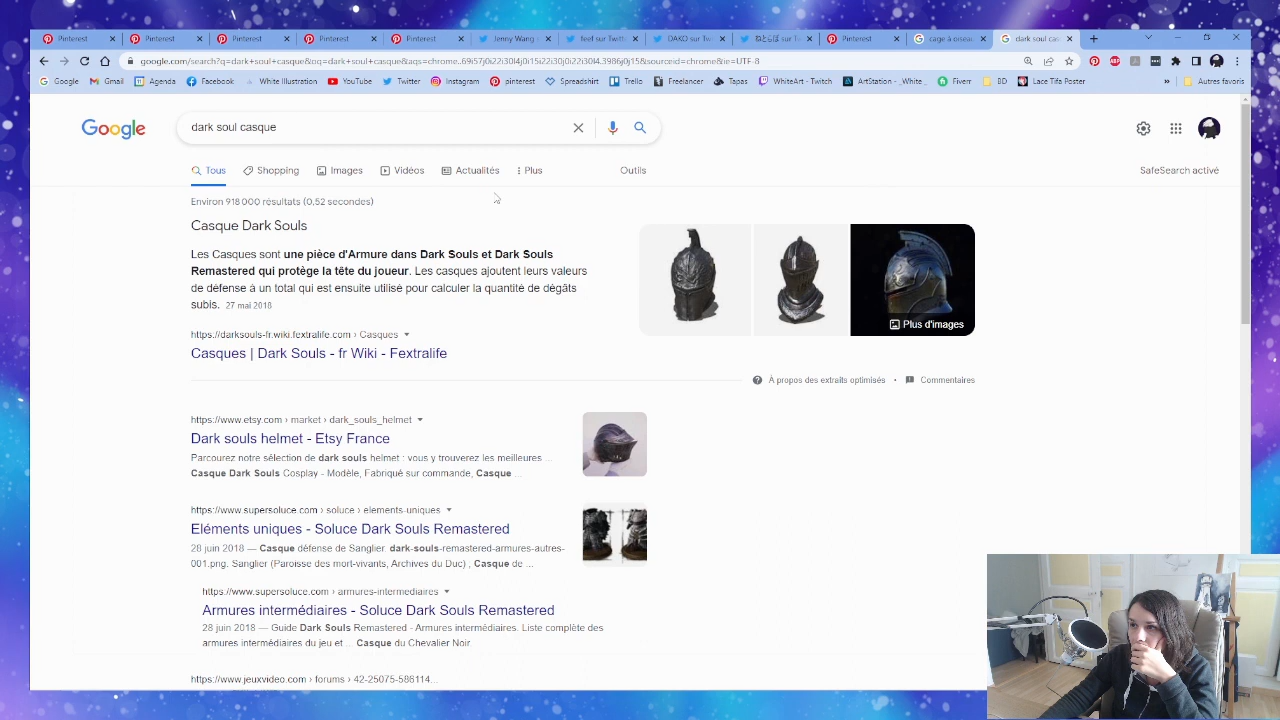 Pinterest
Pinterest
Pinterest
Pinterest
Pinterest
Jenny Wang
feel sur Twitt
DAKO sur Tw
ねとらぼ sur
Pinterest
cage à oiseau
dark soul cas
google.com/search?q=dark+soul+casque&oq=dark+soul+casque&aqs=chrome..69i57j0i22i30l4j0i15i22i30j0i22i30l4.3986j0j15&sourceid=chrome&ie=UTF-8
Google
Gmail
Agenda
Facebook
White Illustration
YouTube
Twitter
Instagram
Pinterest
Spreadshirt
Trello
Freelancer
Tapas
WhiteArt - Twitch
ArtStation - _White_
Fiverr
BD
Lace Tifa Poster
»
Autres favoris
Google
dark soul casque
Tous
Shopping
Images
Vidéos
Actualités
Plus
Outils
SafeSearch activé
Environ 918 000 résultats (0,52 secondes)
Casque Dark Souls
Les Casques sont une pièce d'Armure dans Dark Souls et Dark Souls
Remastered qui protège la tête du joueur. Les casques ajoutent leurs valeurs
de défense à un total qui est ensuite utilisé pour calculer la quantité de dégâts
subis. 27 mai 2018
Plus d'images
https://darksouls-fr.wiki.fextralife.com › Casques
Casques | Dark Souls - fr Wiki - Fextralife
À propos des extraits optimisés
•
Commentaires
https://www.etsy.com › market › dark_souls_helmet
Dark souls helmet - Etsy France
Parcourez notre sélection de dark souls helmet : vous y trouverez les meilleures ...
Casque Dark Souls Cosplay - Modèle, Fabriqué sur commande, Casque ...
https://www.supersoluce.com › soluce › elements-uniques
Eléments uniques - Soluce Dark Souls Remastered
28 juin 2018 — Casque défense de Sanglier. dark-souls-remastered-armures-autres-
001.png. Sanglier (Paroisse des mort-vivants, Archives du Duc) , Casque de ...
https://www.supersoluce.com › armures-intermediaires
Armures intermédiaires - Soluce Dark Souls Remastered
28 juin 2018 — Guide Dark Souls Remastered - Armures intermédiaires. Liste complète des
armures intermédiaires du jeu et ... Casque du Chevalier Noir.
https://www.jeuxvideo.com › forums › 42-25075-586114...